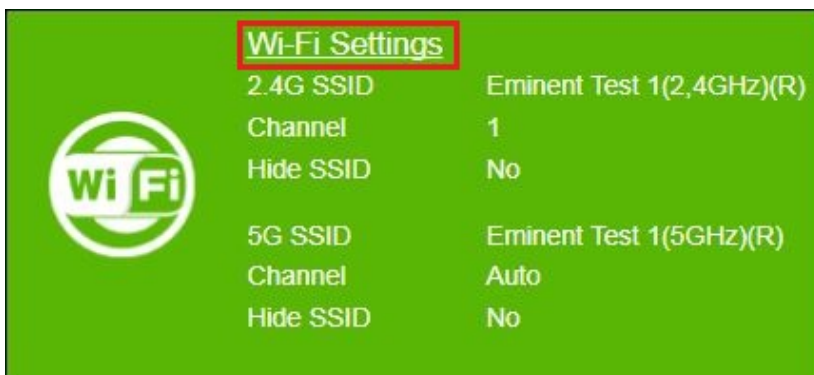 Wi-Fi Settings
2.4G SSID Eminent Test 1(2,4GHz)(R)
Channel 1
Hide SSID No
Wi Fi
5G SSID Eminent Test 1(5GHz)(R)
Channel Auto
Hide SSID No